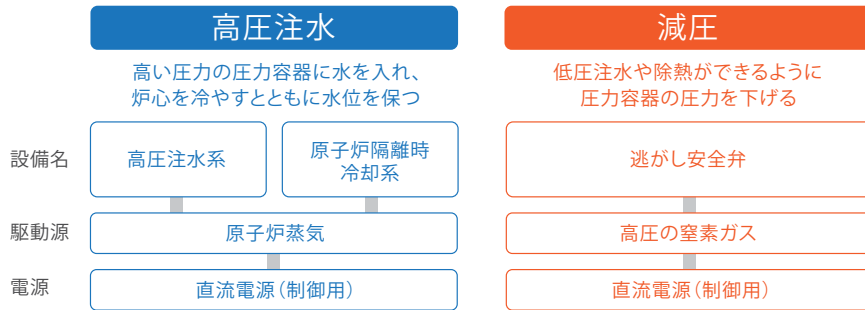 高圧注水
減圧
高い圧力の圧力容器に水を入れ、
炉心を冷やすとともに水位を保つ
低圧注水や除熱ができるように
圧力容器の圧力を下げる
設備名
高圧注水系
原子炉隔離時
冷却系
逃がし安全弁
駆動源
原子炉蒸気
高圧の窒素ガス
電源
直流電源（制御用）
直流電源（制御用）